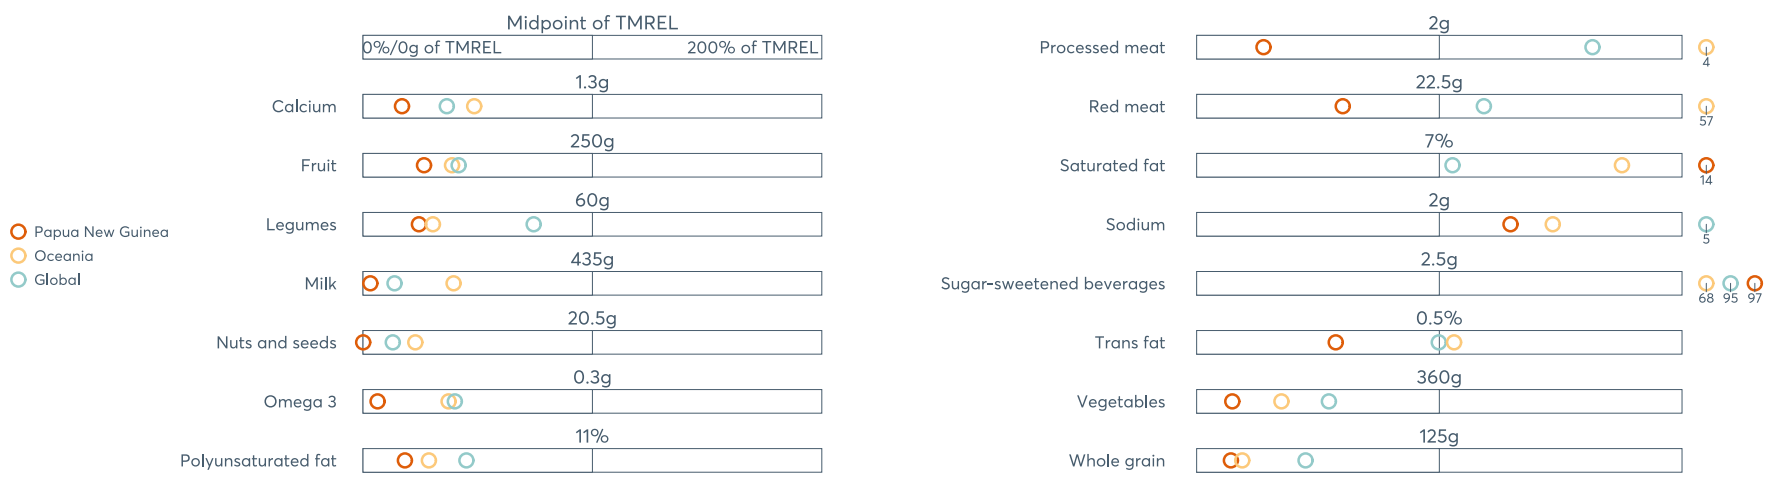 Midpoint of TMREL
0%/0g of TMREL 200% of TMREL
1.3g
Calcium
250g
Fruit
60g
Legumes
435g
Milk
20.5g
Nuts and seeds
0.3g
Omega 3
11%
Polyunsaturated fat
Papua New Guinea
Oceania
Global
2g
Processed meat
4
22.5g
Red meat
57
7%
Saturated fat
14
2g
Sodium
5
2.5g
Sugar-sweetened beverages
68 95 97
0.5%
Trans fat
360g
Vegetables
125g
Whole grain